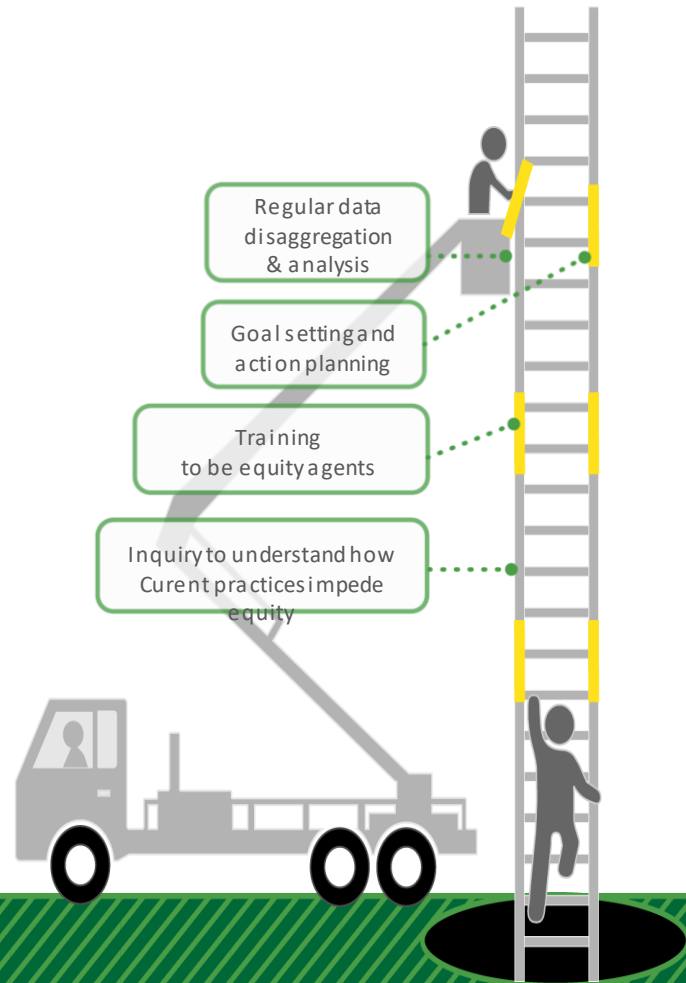 Regular data
disaggregation
& analysis
Goal setting and
action planning
Training
to be equity agents
Inquiry to understand how
Curent practices impede
equity